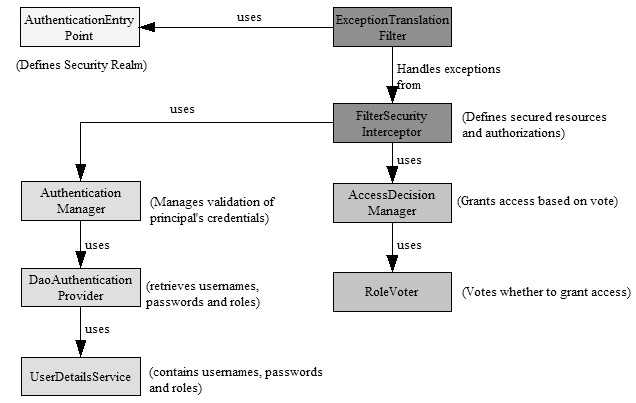 AuthenticationEntry
Point
uses
ExceptionTranslation
Filter
(Defines Security Realm)
Handles exceptions
from
uses
FilterSecurity
Interceptor
(Defines secured resources
and authorizations)
uses
Authentication
Manager
(Manages validation of
principal's credentials)
AccessDecision
Manager
(Grants access based on vote)
uses
uses
DaoAuthentication
Provider
(retrieves usernames,
passwords and roles)
RoleVoter
(Votes whether to grant access)
uses
UserDetailsService
(contains usernames, passwords
and roles)